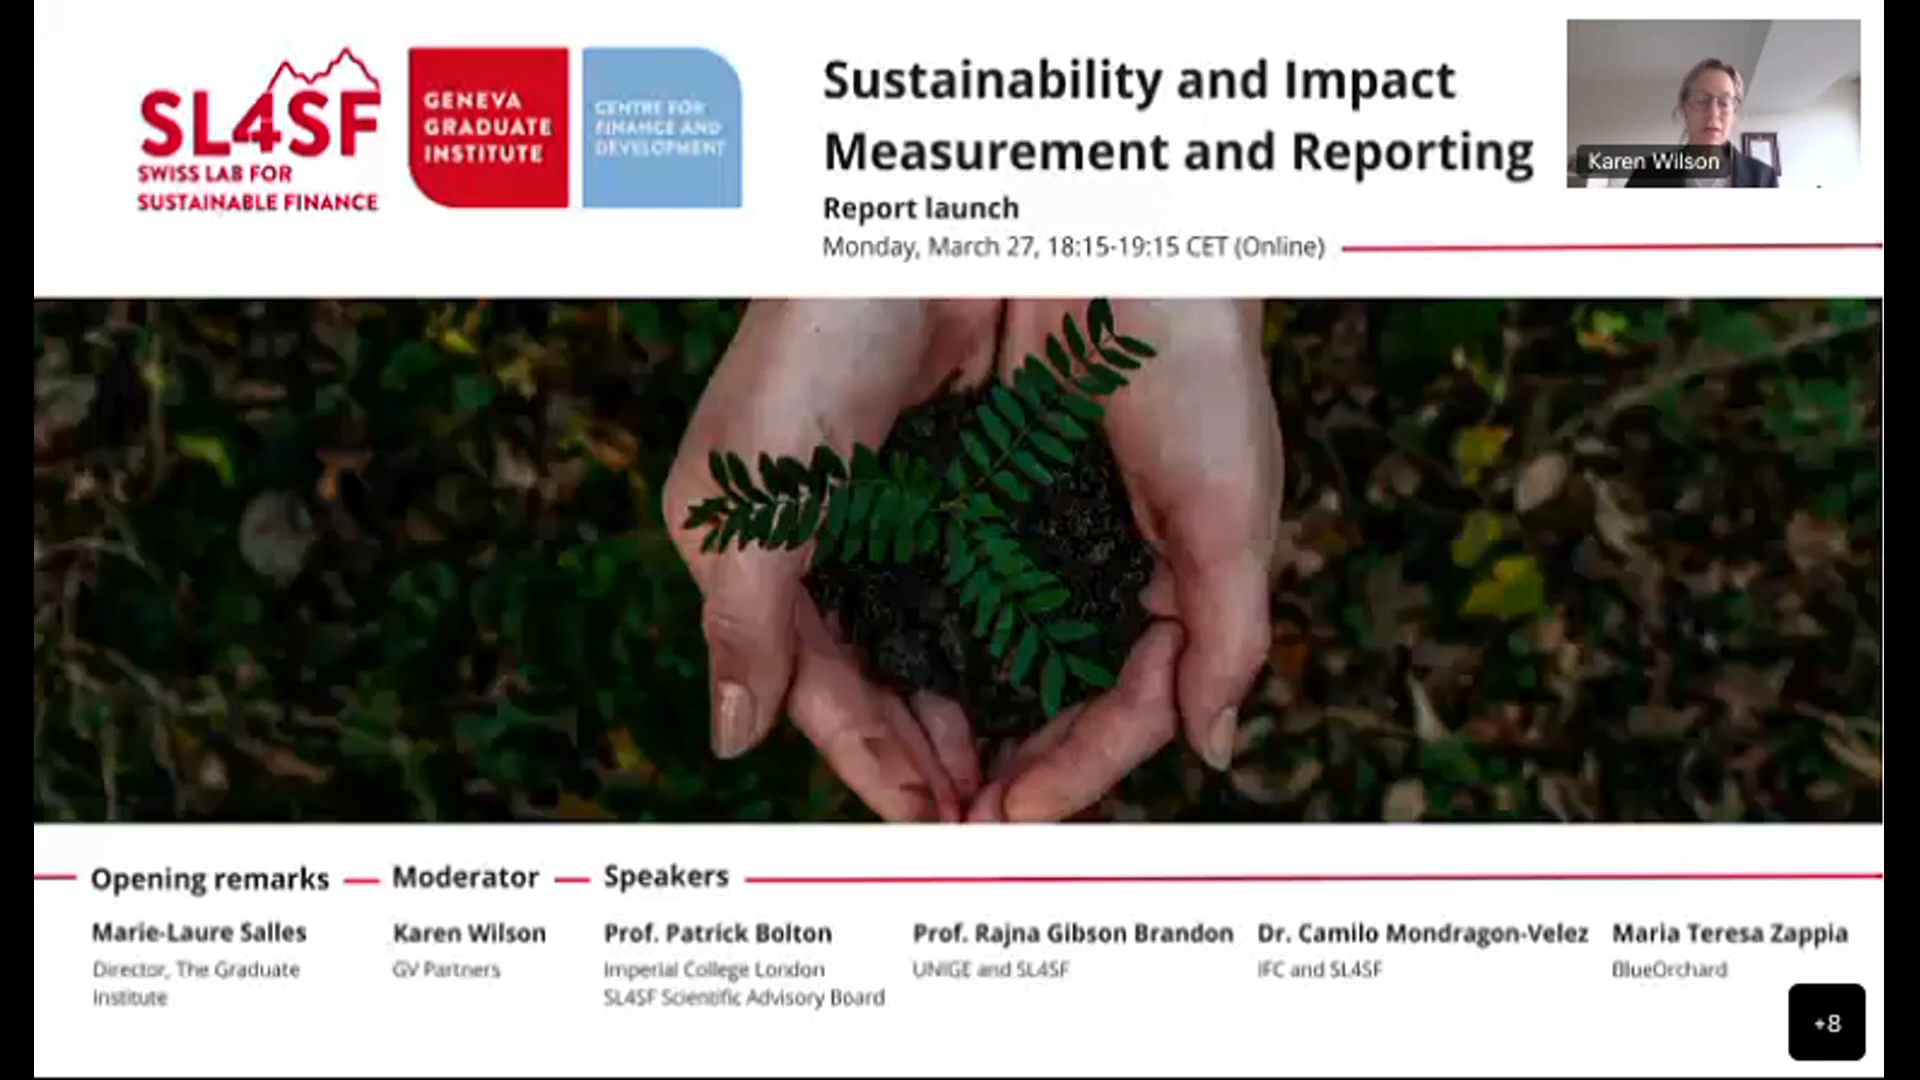 SL4SF
SWISS LAB FOR
SUSTAINABLE FINANCE
GENEVA
GRADUATE
INSTITUTE
CENTRE FOR
FINANCE AND
DEVELOPMENT
Sustainability and Impact
Measurement and Reporting
Report launch
Monday, March 27, 18:15-19:15 CET (Online)
Karen Wilson
Opening remarks
Marie-Laure Salles
Director, The Graduate
Institute
Moderator
Karen Wilson
GV Partners
Speakers
Prof. Patrick Bolton
Imperial College London
SL4SF Scientific Advisory Board
Prof. Rajna Gibson Brandon
UNIGE and SL4SF
Dr. Camilo Mondragon-Velez
IFC and SL4SF
Maria Teresa Zappia
BlueOrchard
+8